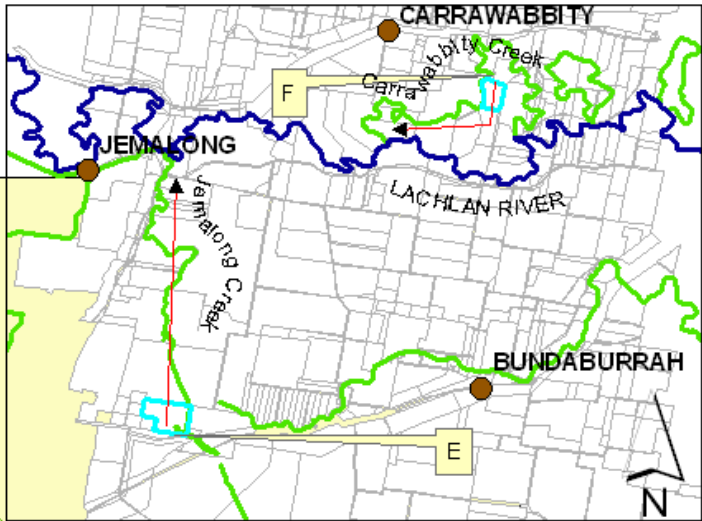 CARRAWABBITY
Carrawabbity Creek
F
JEMALONG
LACHLAN RIVER
Jemalong Creek
BUNDABURRAH
E
N